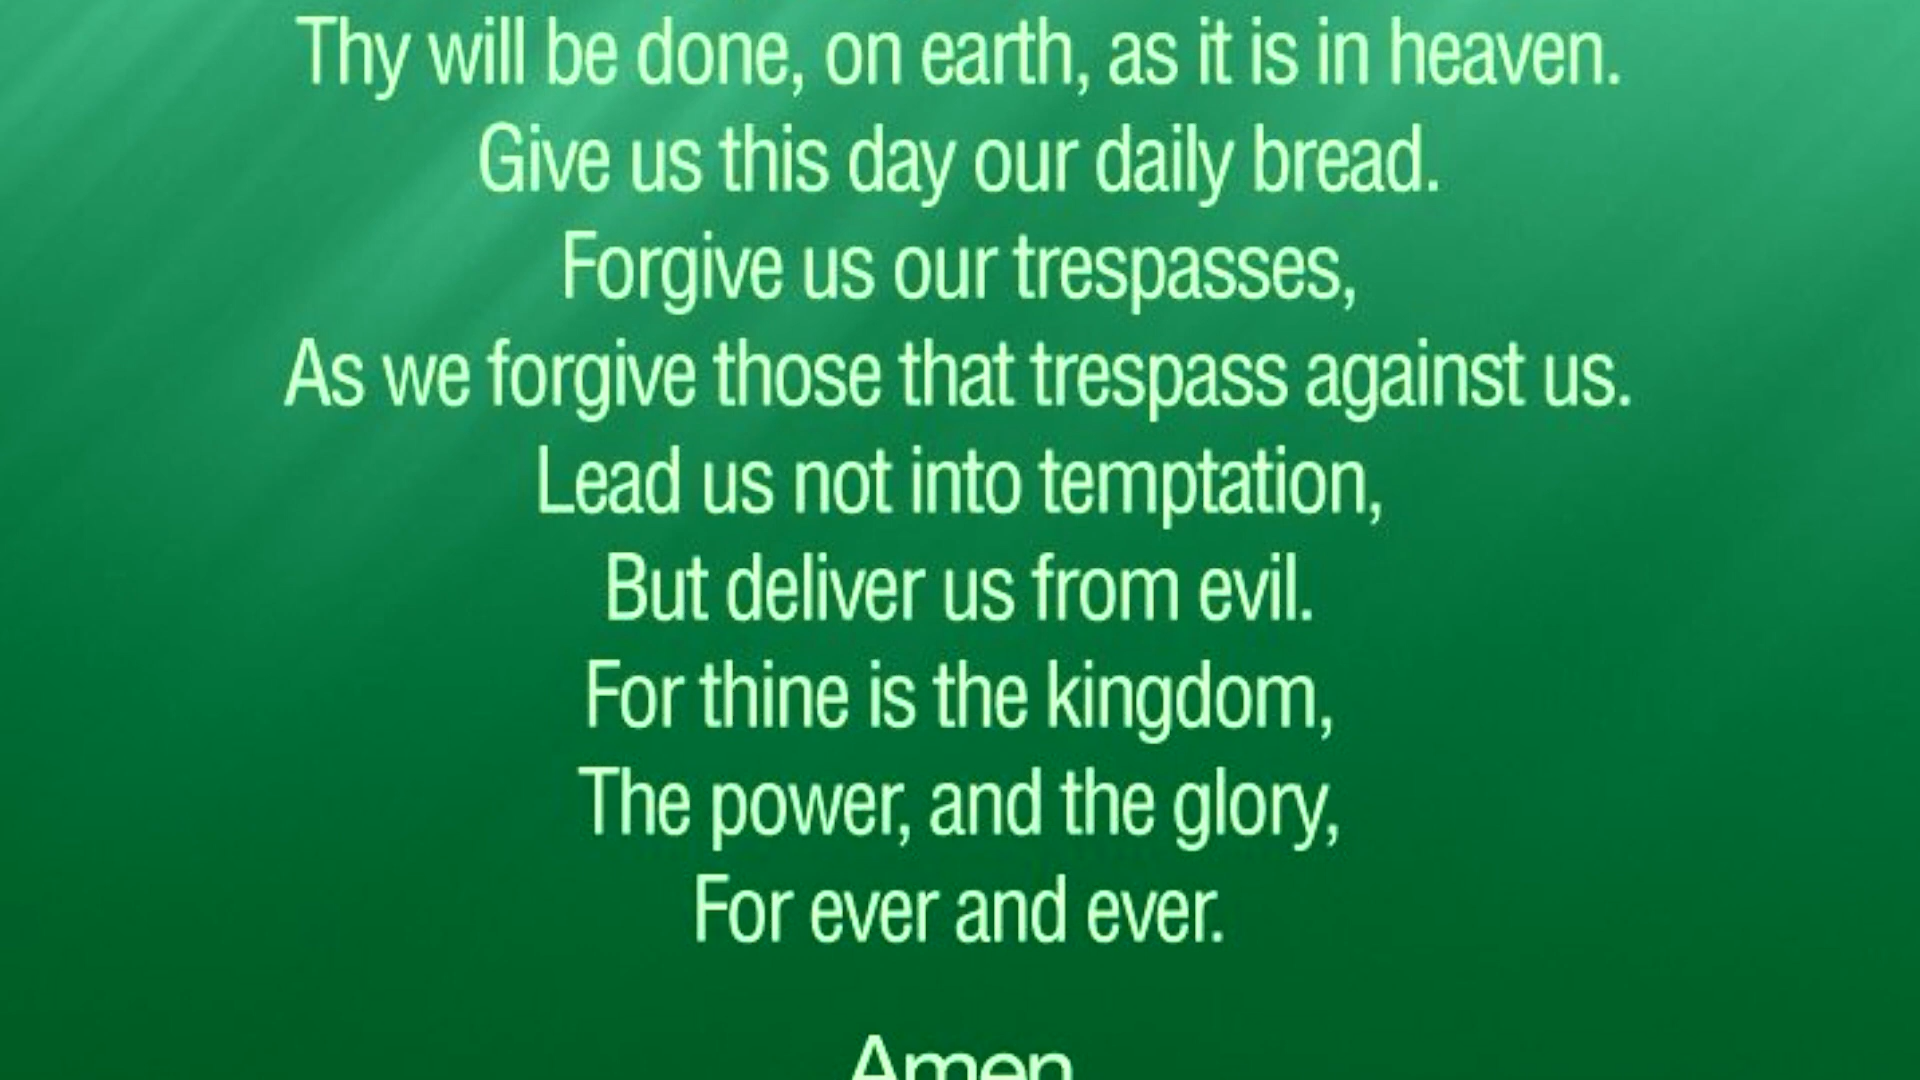 Thy will be done, on earth, as it is in heaven.
Give us this day our daily bread.
Forgive us our trespasses,
As we forgive those that trespass against us.
Lead us not into temptation,
But deliver us from evil.
For thine is the kingdom,
The power, and the glory,
For ever and ever.
Amen